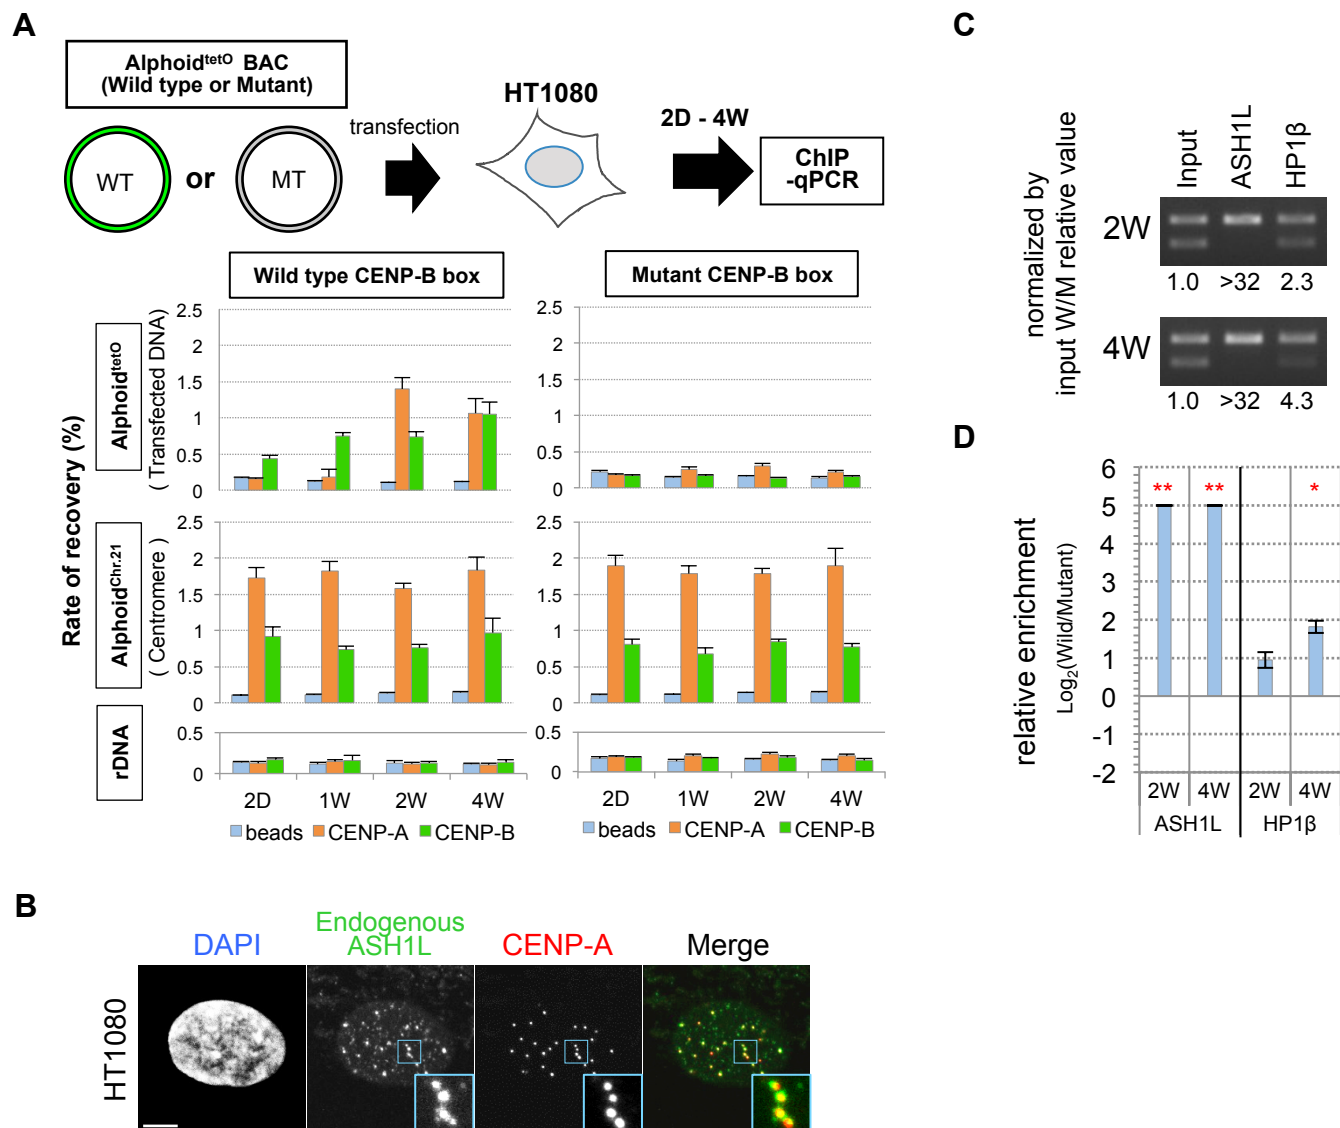 A
Alphoid^tetO BAC
(Wild type or Mutant)
WT
or
MT
transfection
HT1080
2D - 4W
ChIP
-qPCR
Wild type CENP-B box
Mutant CENP-B box
Rate of recovery (%)
Alphoid^tetO
( Transfected DNA)
2.5
2
1.5
1
0.5
0
2.5
2
1.5
1
0.5
0
Alphoid^Chr.21
( Centromere )
2.5
2
1.5
1
0.5
0
2.5
2
1.5
1
0.5
0
rDNA
0.5
0
0.5
0
2D 1W 2W 4W
2D 1W 2W 4W
beads CENP-A CENP-B
beads CENP-A CENP-B
B
DAPI
Endogenous
ASH1L
CENP-A
Merge
HT1080
C
normalized by
input W/M relative value
Input
ASH1L
HP1β
2W
1.0 >32 2.3
4W
1.0 >32 4.3
D
relative enrichment
Log₂(Wild/Mutant)
6
5
4
3
2
1
0
-1
-2
** ** *
2W 4W 2W 4W
ASH1L HP1β